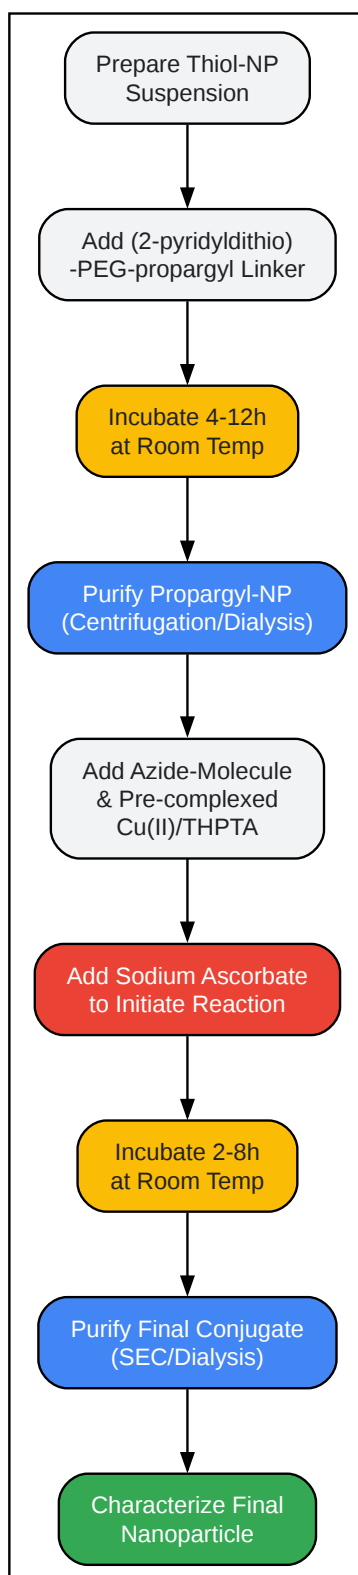 Prepare Thiol-NP
Suspension
Add (2-pyridyldithio)
-PEG-propargyl Linker
Incubate 4-12h
at Room Temp
Purify Propargyl-NP
(Centrifugation/Dialysis)
Add Azide-Molecule
& Pre-complexed
Cu(II)/THPTA
Add Sodium Ascorbate
to Initiate Reaction
Incubate 2-8h
at Room Temp
Purify Final Conjugate
(SEC/Dialysis)
Characterize Final
Nanoparticle